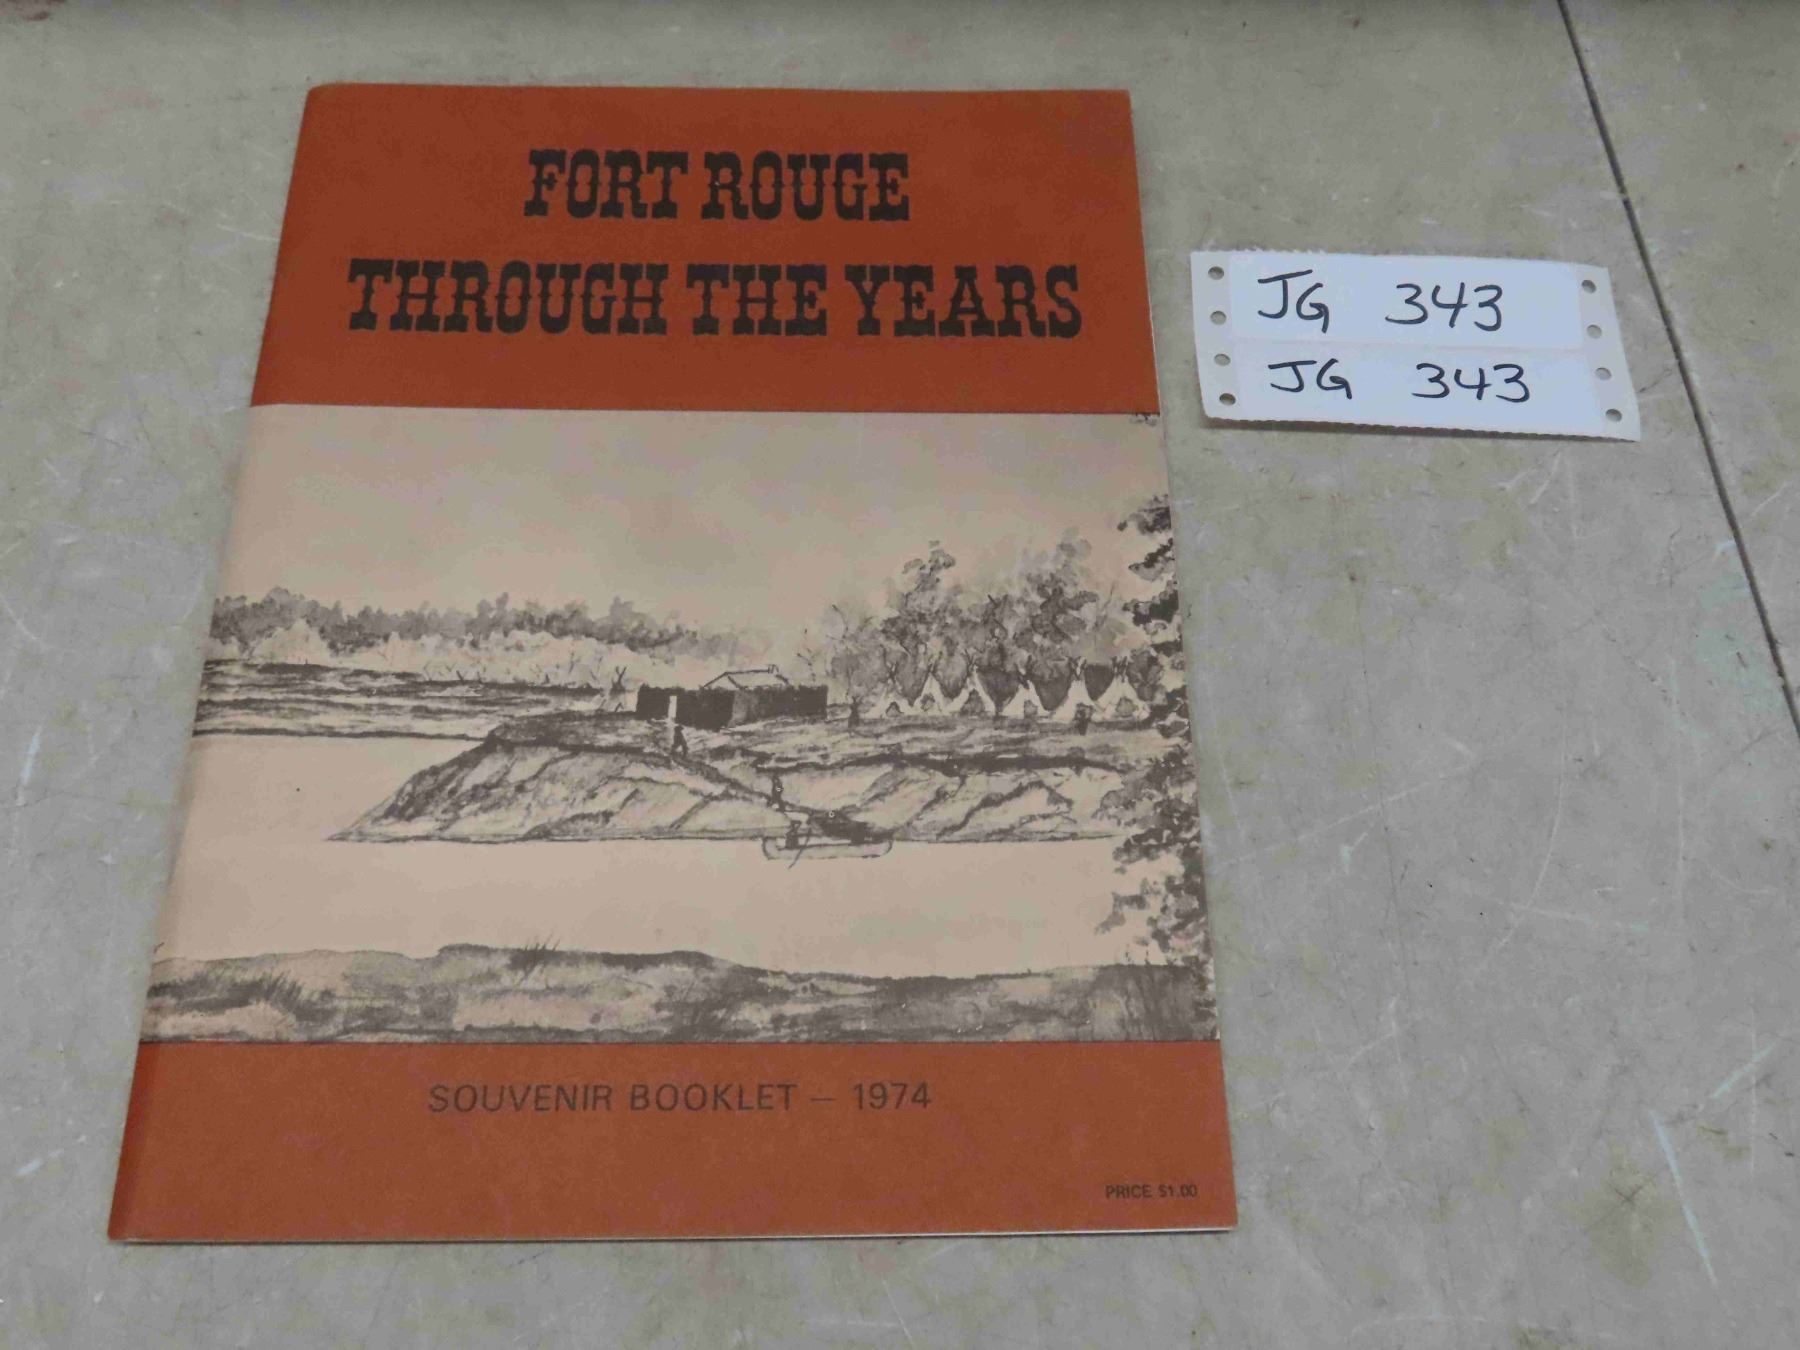 FORT ROUGE
THROUGH THE YEARS
SOUVENIR BOOKLET – 1974
PRICE $1.00
JG 343
JG 343